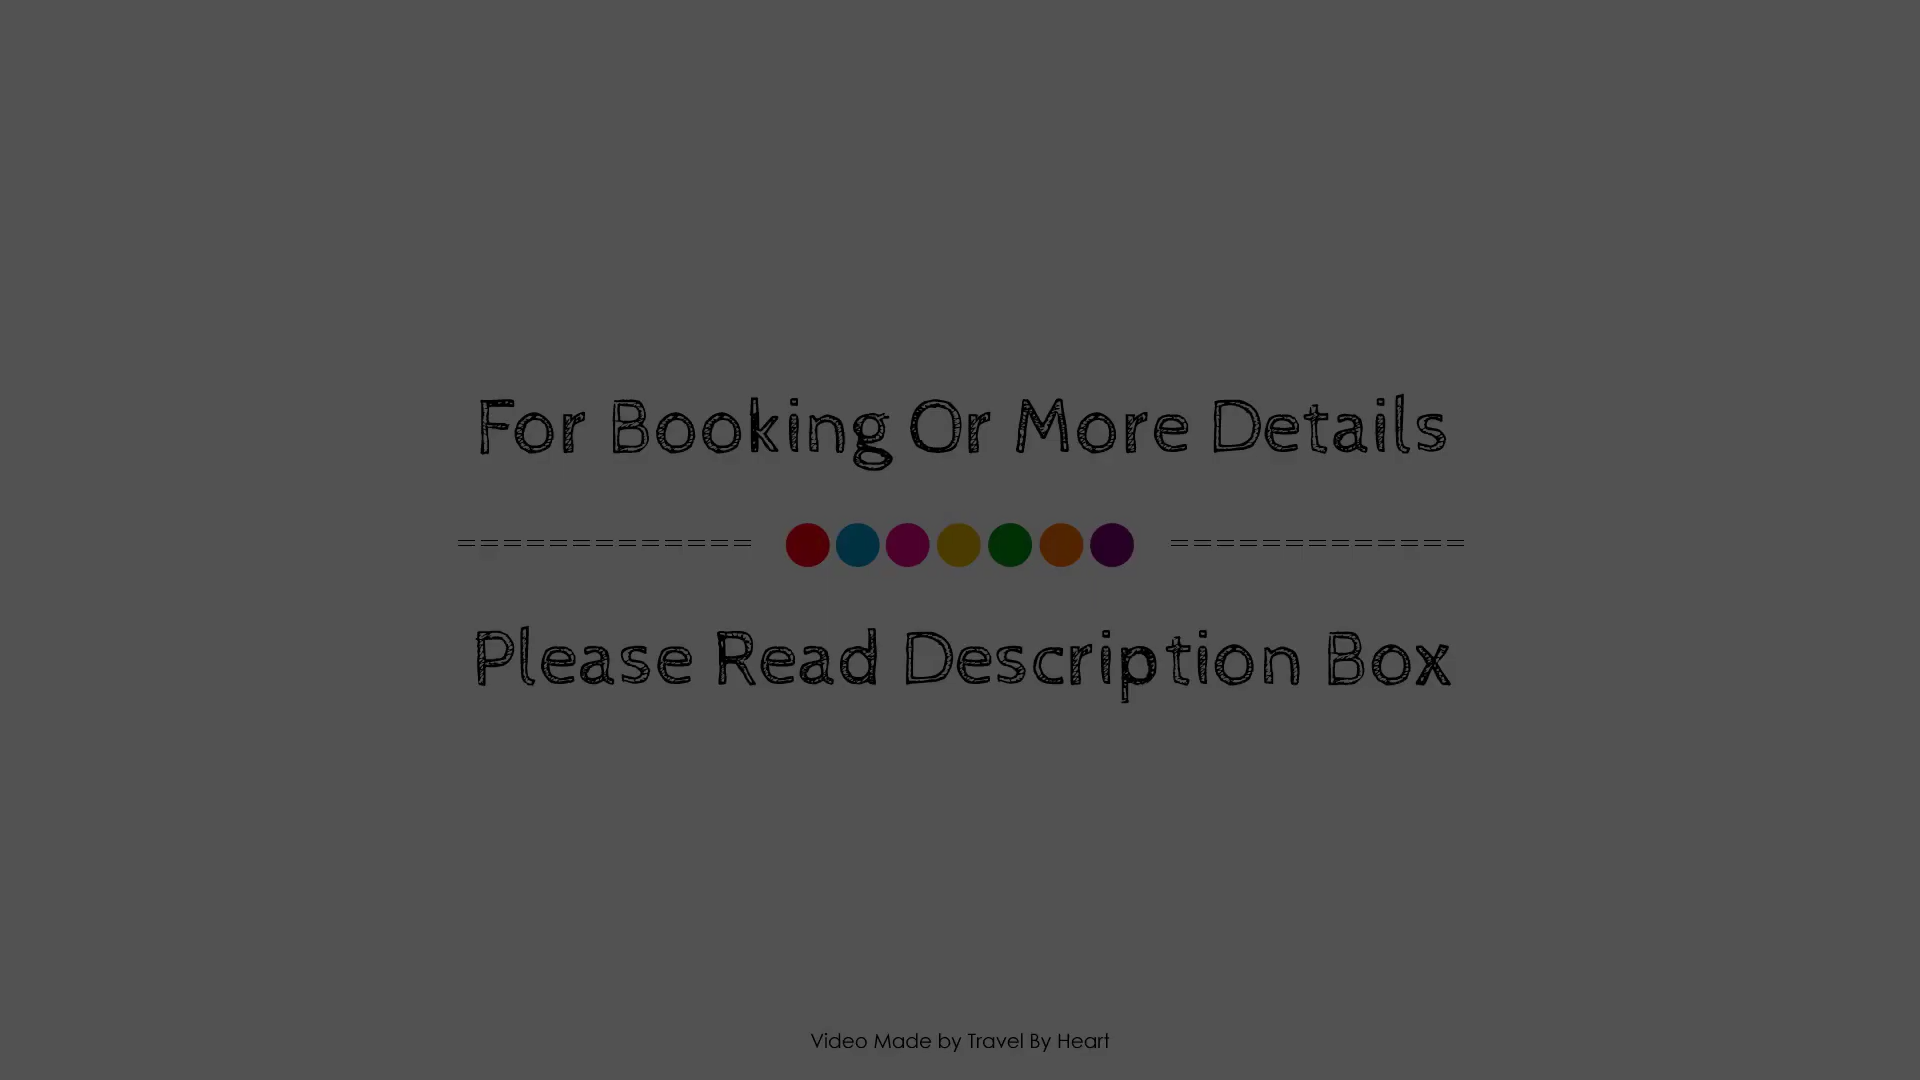 For Booking Or More Details
============= =============
Please Read Description Box
Video Made by Travel By Heart